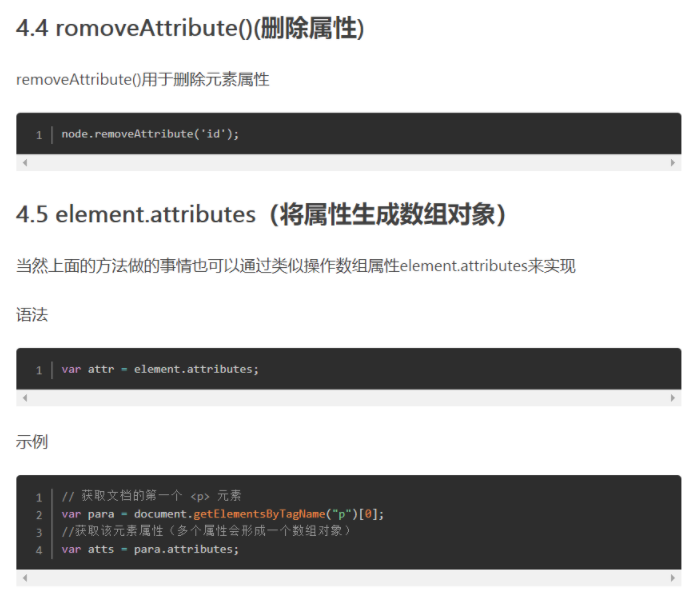 4.4 romoveAttribute()(删除属性)
removeAttribute()用于删除元素属性
1 node.removeAttribute('id');
4.5 element.attributes（将属性生成数组对象）
当然上面的方法做的事情也可以通过类似操作数组属性element.attributes来实现
语法
1 var attr = element.attributes;
示例
1 // 获取文档的第一个 <p> 元素
2 var para = document.getElementsByTagName("p")[0];
3 //获取该元素属性（多个属性会形成一个数组对象）
4 var atts = para.attributes;